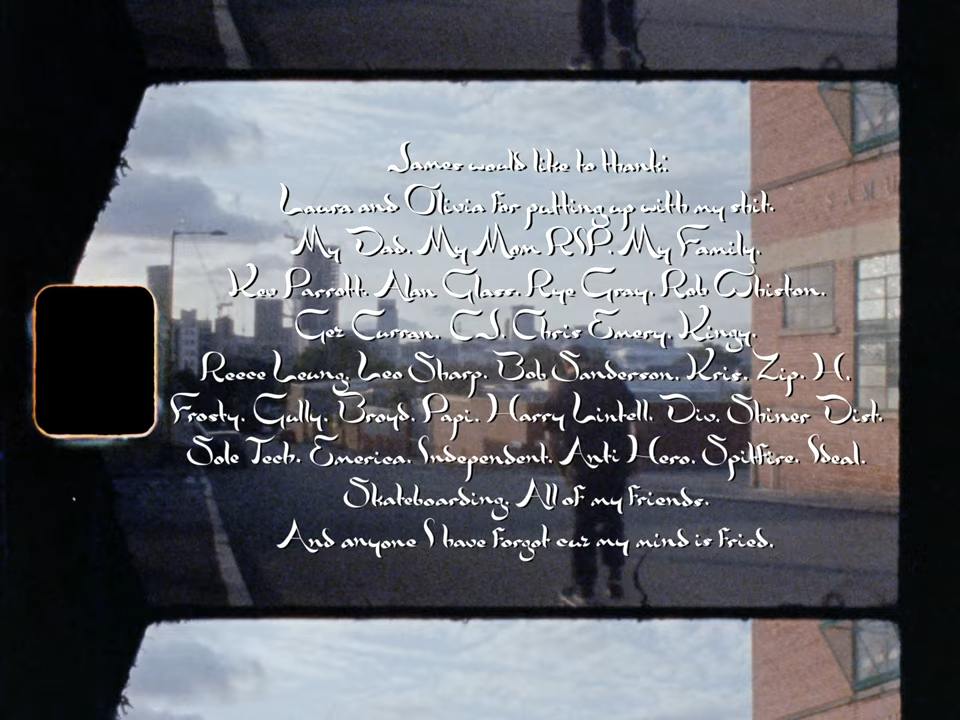 James would like to thank:
Laura and Olivia for putting up with my shit.
My Dad. My Mom RIP. My Family.
Kev Parrott. Alan Glass. Rye Gray. Rob Whiston.
Gez Curran. CJ. Chris Emery. Kingy.
Reece Leung. Leo Sharp. Bob Sanderson. Kris. Zip. H.
Frosty. Gully. Broyd. Papi. Harry Lintell. Div. Shiner Dist.
Sole Tech. Emerica. Independent. Anti Hero. Spitfire. Ideal.
Skateboarding. All of my friends.
And anyone I have forgot cuz my mind is fried.